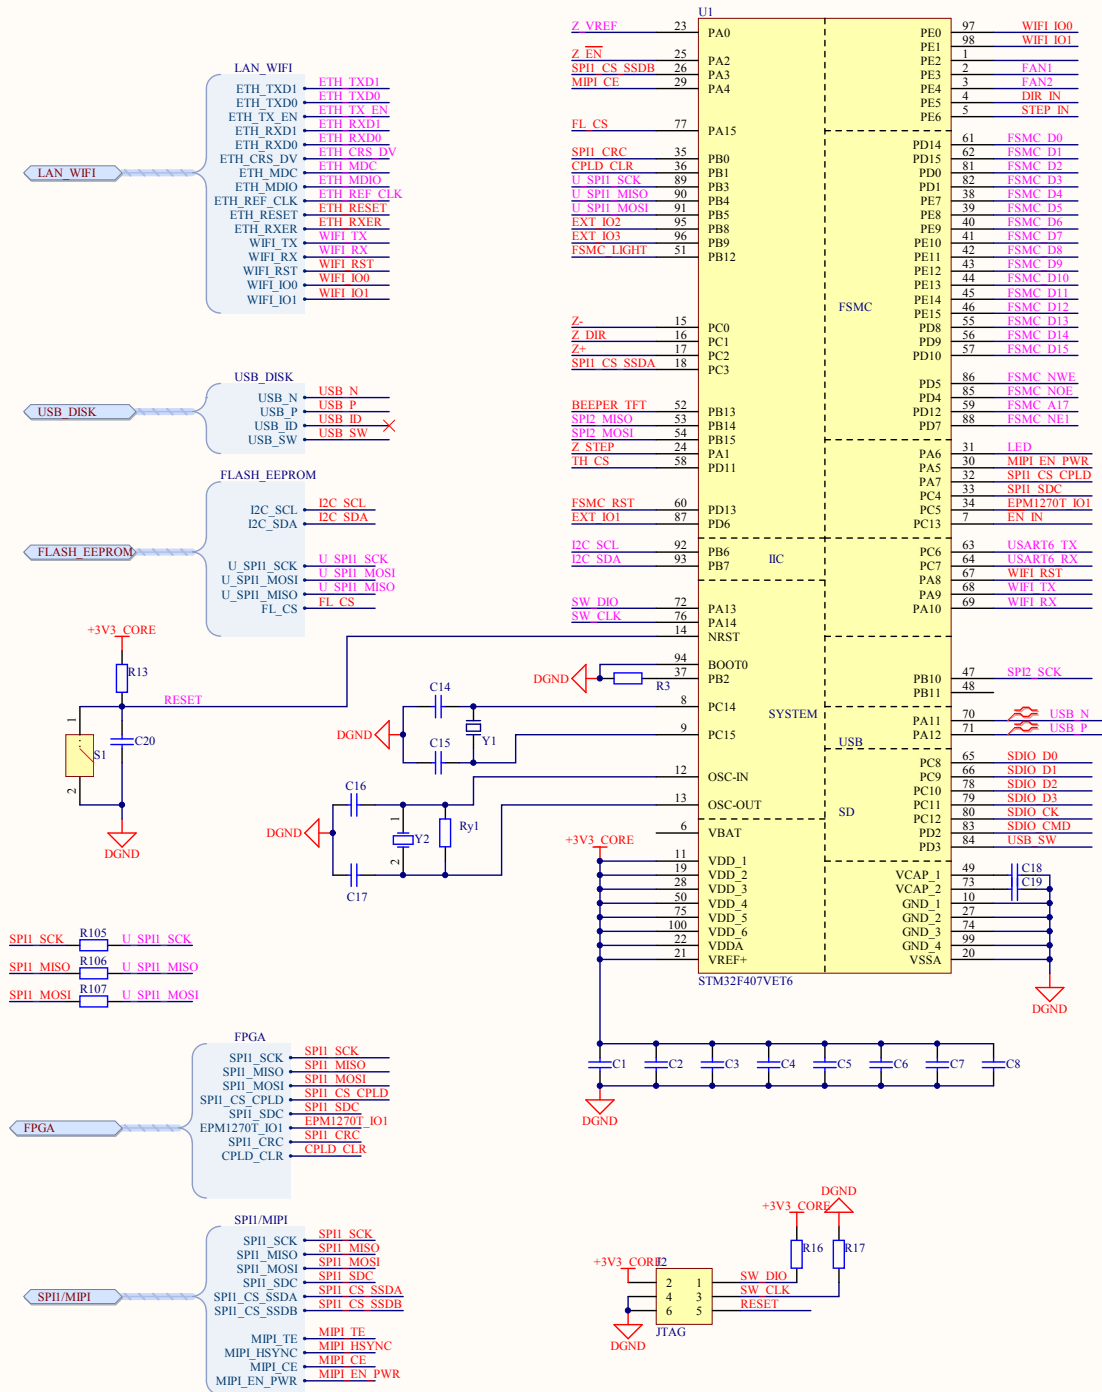 U1
Z_VREF 23 PA0
Z_EN 25 PA2
SPI1_CS_SSDB 26 PA3
MIPI_CE 29 PA4
FL_CS 77 PA15
SPI1_CRC 35 PB0
CPLD_CLR 36 PB1
U_SPI1_SCK 89 PB3
U_SPI1_MISO 90 PB4
U_SPI1_MOSI 91 PB5
EXT_IO2 95 PB8
EXT_IO3 96 PB9
FSMC_LIGHT 51 PB12
Z- 15 PC0
Z_DIR 16 PC1
Z+ 17 PC2
SPI1_CS_SSDA 18 PC3
BEEPER_TFT 52 PB13
SPI2_MISO 53 PB14
SPI2_MOSI 54 PB15
Z_STEP 24 PA1
TH_CS 58 PD11
FSMC_RST 60 PD13
EXT_IO1 87 PD6
I2C_SCL 92 PB6
I2C_SDA 93 PB7
IIC
SW_DIO 72 PA13
SW_CLK 76 PA14
14 NRST
94 BOOT0
DGND R3 37 PB2
8 PC14
9 PC15
SYSTEM
12 OSC-IN
13 OSC-OUT
6 VBAT
+3V3_CORE
11 VDD_1
19 VDD_2
28 VDD_3
50 VDD_4
75 VDD_5
100 VDD_6
22 VDDA
21 VREF+
STM32F407VET6
PE0 97 WIFI_IO0
PE1 98 WIFI_IO1
PE2 1
PE3 2 FAN1
PE4 3 FAN2
PE5 4 DIR_IN
PE6 5 STEP_IN
PD14 61 FSMC_D0
PD15 62 FSMC_D1
PD0 81 FSMC_D2
PD1 82 FSMC_D3
PE7 38 FSMC_D4
PE8 39 FSMC_D5
PE9 40 FSMC_D6
PE10 41 FSMC_D7
PE11 42 FSMC_D8
PE12 43 FSMC_D9
PE13 44 FSMC_D10
PE14 45 FSMC_D11
PE15 46 FSMC_D12
PD8 55 FSMC_D13
PD9 56 FSMC_D14
PD10 57 FSMC_D15
FSMC
PD5 86 FSMC_NWE
PD4 85 FSMC_NOE
PD12 59 FSMC_A17
PD7 88 FSMC_NE1
PA6 31 LED
PA5 30 MIPI_EN_PWR
PA7 32 SPI1_CS_CPLD
PC4 33 SPI1_SDC
PC5 34 EPM1270T_IO1
PC13 7 EN_IN
PC6 63 USART6_TX
PC7 64 USART6_RX
PA8 67 WIFI_RST
PA9 68 WIFI_TX
PA10 69 WIFI_RX
PB10 47 SPI2_SCK
PB11 48
PA11 70 USB_N
PA12 71 USB_P
USB
PC8 65 SDIO_D0
PC9 66 SDIO_D1
PC10 78 SDIO_D2
PC11 79 SDIO_D3
PC12 80 SDIO_CK
PD2 83 SDIO_CMD
PD3 84 USB_SW
SD
VCAP_1 49 C18
VCAP_2 73 C19
GND_1 10
GND_2 27
GND_3 74
GND_4 99
VSSA 20
DGND
LAN_WIFI
LAN_WIFI
ETH_TXD1 ETH_TXD1
ETH_TXD0 ETH_TXD0
ETH_TX_EN ETH_TX_EN
ETH_RXD1 ETH_RXD1
ETH_RXD0 ETH_RXD0
ETH_CRS_DV ETH_CRS_DV
ETH_MDC ETH_MDC
ETH_MDIO ETH_MDIO
ETH_REF_CLK ETH_REF_CLK
ETH_RESET ETH_RESET
ETH_RXER ETH_RXER
WIFI_TX WIFI_TX
WIFI_RX WIFI_RX
WIFI_RST WIFI_RST
WIFI_IO0 WIFI_IO0
WIFI_IO1 WIFI_IO1
USB_DISK
USB_DISK
USB_N USB_N
USB_P USB_P
USB_ID USB_ID
USB_SW USB_SW
FLASH_EEPROM
FLASH_EEPROM
I2C_SCL I2C_SCL
I2C_SDA I2C_SDA
U_SPI1_SCK U_SPI1_SCK
U_SPI1_MOSI U_SPI1_MOSI
U_SPI1_MISO U_SPI1_MISO
FL_CS FL_CS
+3V3_CORE
R13
RESET
1
S1
2
C20
DGND
C14
DGND
Y1
C15
C16
DGND
1
Y2
2
Ry1
C17
SPI1_SCK R105 U_SPI1_SCK
SPI1_MISO R106 U_SPI1_MISO
SPI1_MOSI R107 U_SPI1_MOSI
C1 C2 C3 C4 C5 C6 C7 C8
DGND
FPGA
FPGA
SPI1_SCK SPI1_SCK
SPI1_MISO SPI1_MISO
SPI1_MOSI SPI1_MOSI
SPI1_CS_CPLD SPI1_CS_CPLD
SPI1_SDC SPI1_SDC
EPM1270T_IO1 EPM1270T_IO1
SPI1_CRC SPI1_CRC
CPLD_CLR CPLD_CLR
SPI1/MIPI
SPI1/MIPI
SPI1_SCK SPI1_SCK
SPI1_MISO SPI1_MISO
SPI1_MOSI SPI1_MOSI
SPI1_SDC SPI1_SDC
SPI1_CS_SSDA SPI1_CS_SSDA
SPI1_CS_SSDB SPI1_CS_SSDB
MIPI_TE MIPI_TE
MIPI_HSYNC MIPI_HSYNC
MIPI_CE MIPI_CE
MIPI_EN_PWR MIPI_EN_PWR
DGND
+3V3_CORE
R16 R17
+3V3_CORE J2
2 1 SW_DIO
4 3 SW_CLK
6 5 RESET
JTAG
DGND